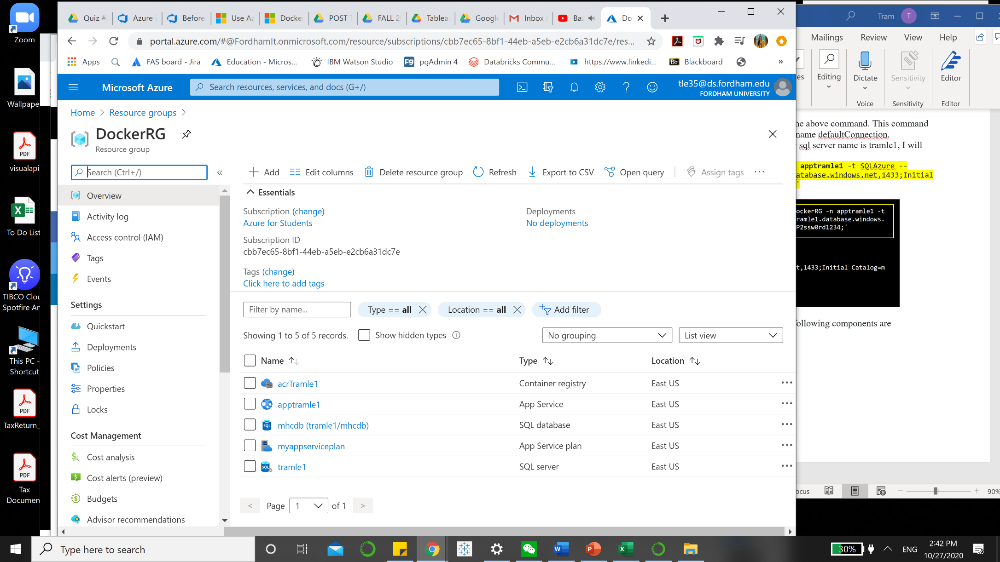 Zoom
Wallpape
visualapi
To Do List
TIBCO Clou
Spotfire An
This PC -
Shortcut
TaxReturn_
Tax
Documen
Quiz #
Azure
Before
Use Az
Docke
POST T
FALL 2
Tablea
Google
Inbox
Baz
Do
portal.azure.com/#@FordhamIt.onmicrosoft.com/resource/subscriptions/cbb7ec65-8bf1-44eb-a5eb-e2cb6a31dc7e/res...
Apps
FAS board - Jira
Education - Micros...
IBM Watson Studio
pgAdmin 4
Databricks Commu...
https://www.linkedi...
Blackboard
»
Microsoft Azure
Search resources, services, and docs (G+/)
tle35@ds.fordham.edu
FORDHAM UNIVERSITY
Home > Resource groups >
DockerRG
Resource group
Search (Ctrl+/)
«
Overview
Activity log
Access control (IAM)
Tags
Events
Settings
Quickstart
Deployments
Policies
Properties
Locks
Cost Management
Cost analysis
Cost alerts (preview)
Budgets
Advisor recommendations
Add
Edit columns
Delete resource group
Refresh
Export to CSV
Open query
Assign tags
Essentials
Subscription (change)
Azure for Students
Subscription ID
cbb7ec65-8bf1-44eb-a5eb-e2cb6a31dc7e
Tags (change)
Click here to add tags
Deployments
No deployments
Filter by name...
Type == all
Location == all
Add filter
Showing 1 to 5 of 5 records.
Show hidden types
No grouping
List view
Name Type Location
acrTramle1 Container registry East US
apptramle1 App Service East US
mhcdb (tramle1/mhcdb) SQL database East US
myappserviceplan App Service plan East US
tramle1 SQL server East US
< Page 1 of 1 >
Tram T
Mailings Review View Help
es
Editing
Dictate
Sensitivity
Editor
Voice
Sensitivity
Editor
he above command. This command
name defaultConnection.
sql server name is tramle1, I will
apptramle1 -t SQLAzure --
atabase.windows.net,1433;Initial
'
ockerRG -n apptramle1 -t
ramle1.database.windows.
P2ssw0rd1234;'
t,1433;Initial Catalog=m
ollowing components are
ocus
90%
Type here to search
30%
ENG
2:42 PM
10/27/2020